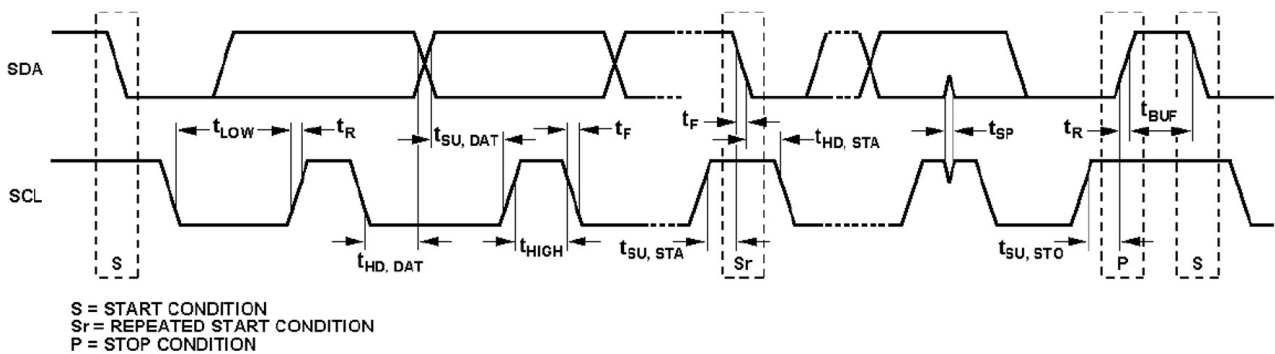 SDA
tLOW
tR
tSU, DAT
tF
tF
tHD, STA
tSP
tR
tBUF
SCL
tHD, DAT
tHIGH
tSU, STA
tSU, STO
S
Sr
P
S
S = START CONDITION
Sr = REPEATED START CONDITION
P = STOP CONDITION